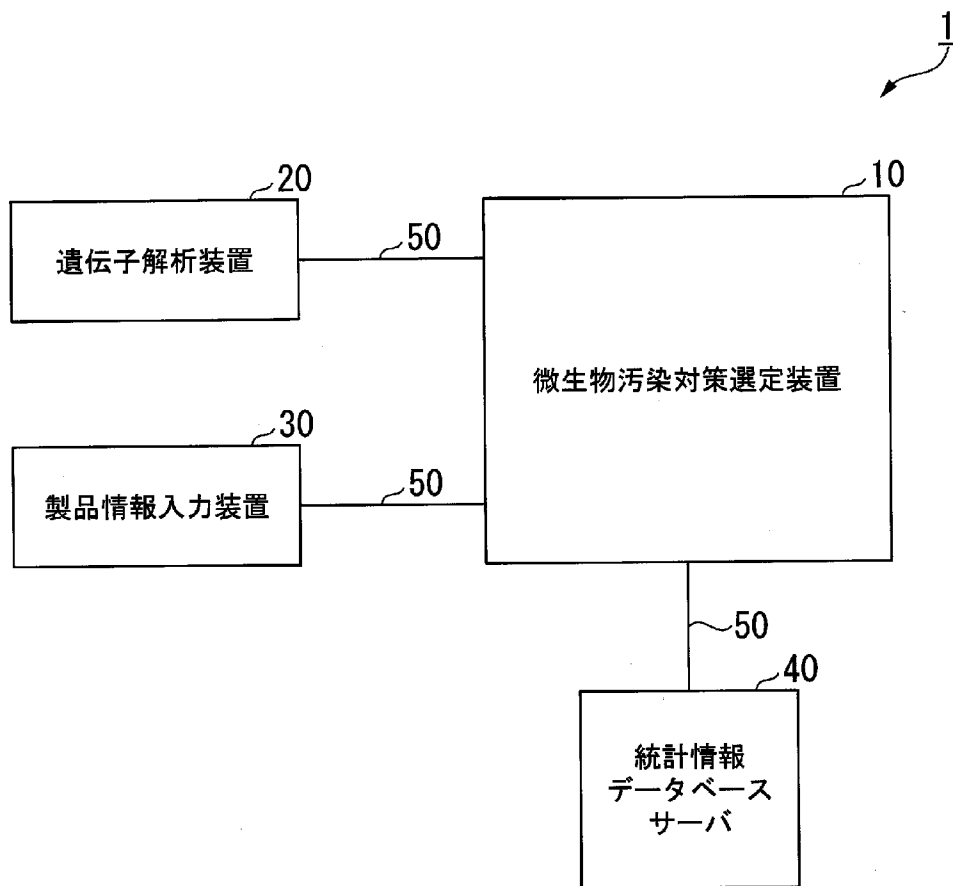 1
20
10
遺伝子解析装置
50
微生物汚染対策選定装置
30
製品情報入力装置
50
50
40
統計情報
データベース
サーバ